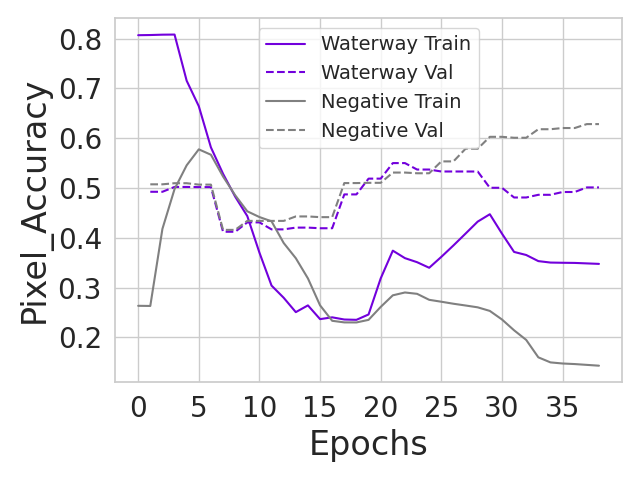 Waterway Train
Waterway Val
Negative Train
Negative Val
Pixel_Accuracy
0.8
0.7
0.6
0.5
0.4
0.3
0.2
0 5 10 15 20 25 30 35
Epochs